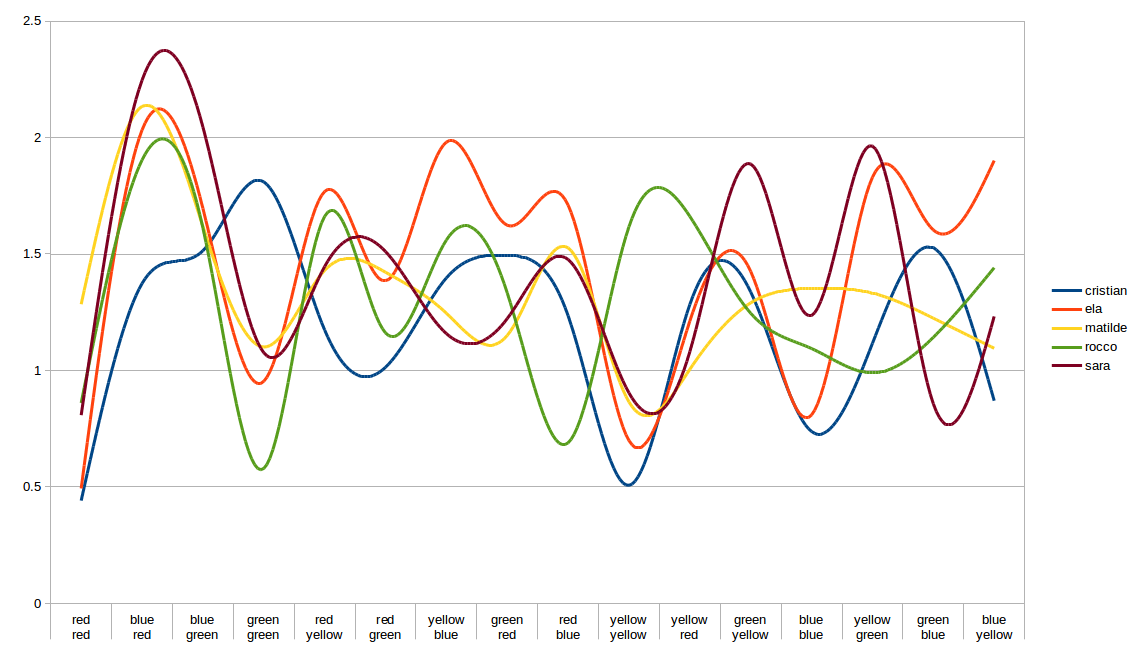 2.5
2
1.5
1
0.5
0
red blue blue green red red yellow green red yellow yellow green blue yellow green blue
red red green green yellow green blue red blue yellow red yellow blue green blue yellow
cristian
ela
matilde
rocco
sara